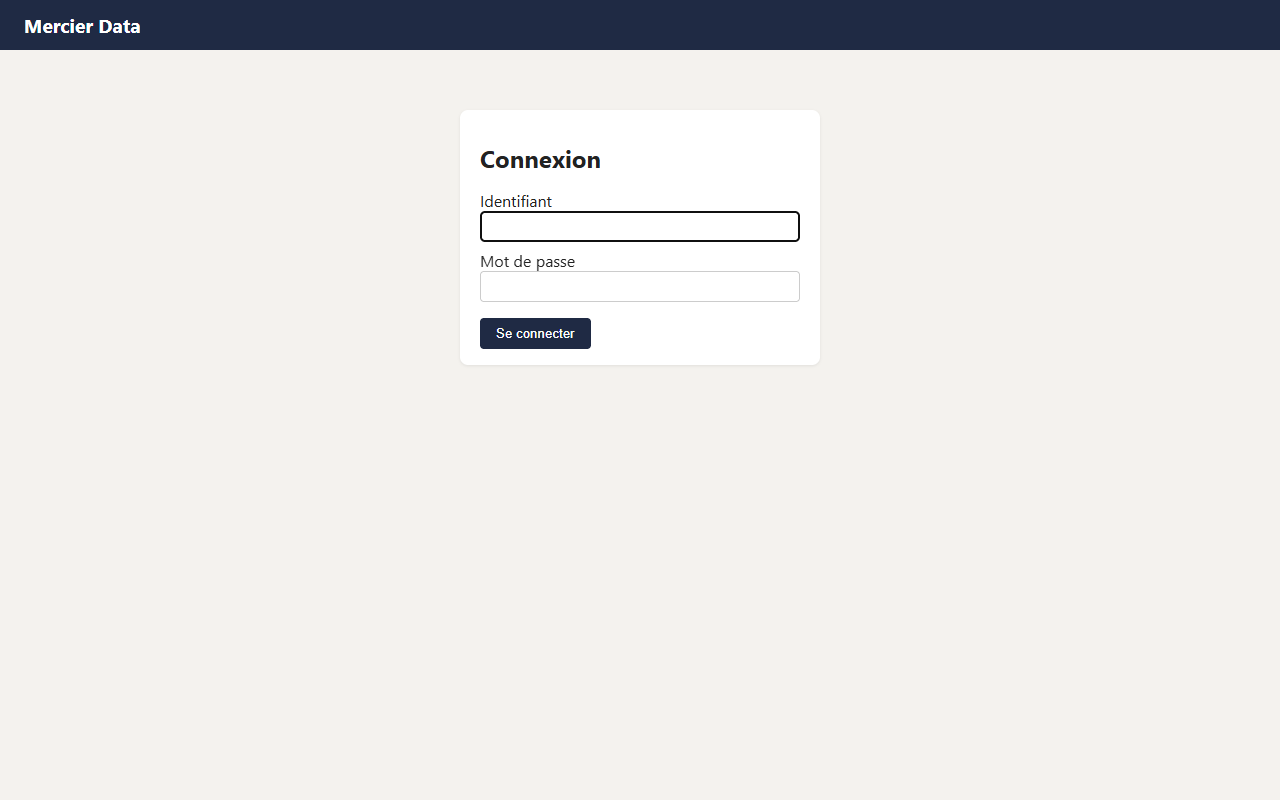 Mercier Data
Connexion
Identifiant
Mot de passe
Se connecter